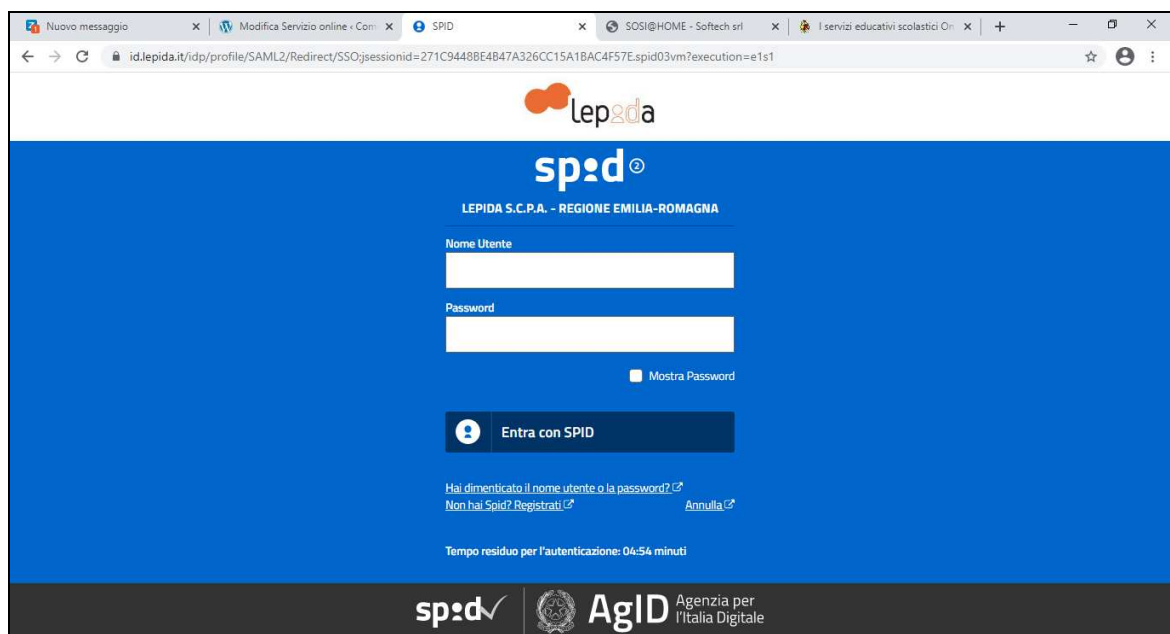 Nuovo messaggio
Modifica Servizio online ‹ Com
SPID
SOSI@HOME - Softech srl
I servizi educativi scolastici On
id.lepida.it/idp/profile/SAML2/Redirect/SSO;jsessionid=271C9448BE4B47A326CC15A1BAC4F57E.spid03vm?execution=e1s1
lepida
spid 2
LEPIDA S.C.P.A. - REGIONE EMILIA-ROMAGNA
Nome Utente
Password
Mostra Password
Entra con SPID
Hai dimenticato il nome utente o la password?
Non hai Spid? Registrati
Annulla
Tempo residuo per l'autenticazione: 04:54 minuti
spid
AgID
Agenzia per
l'Italia Digitale